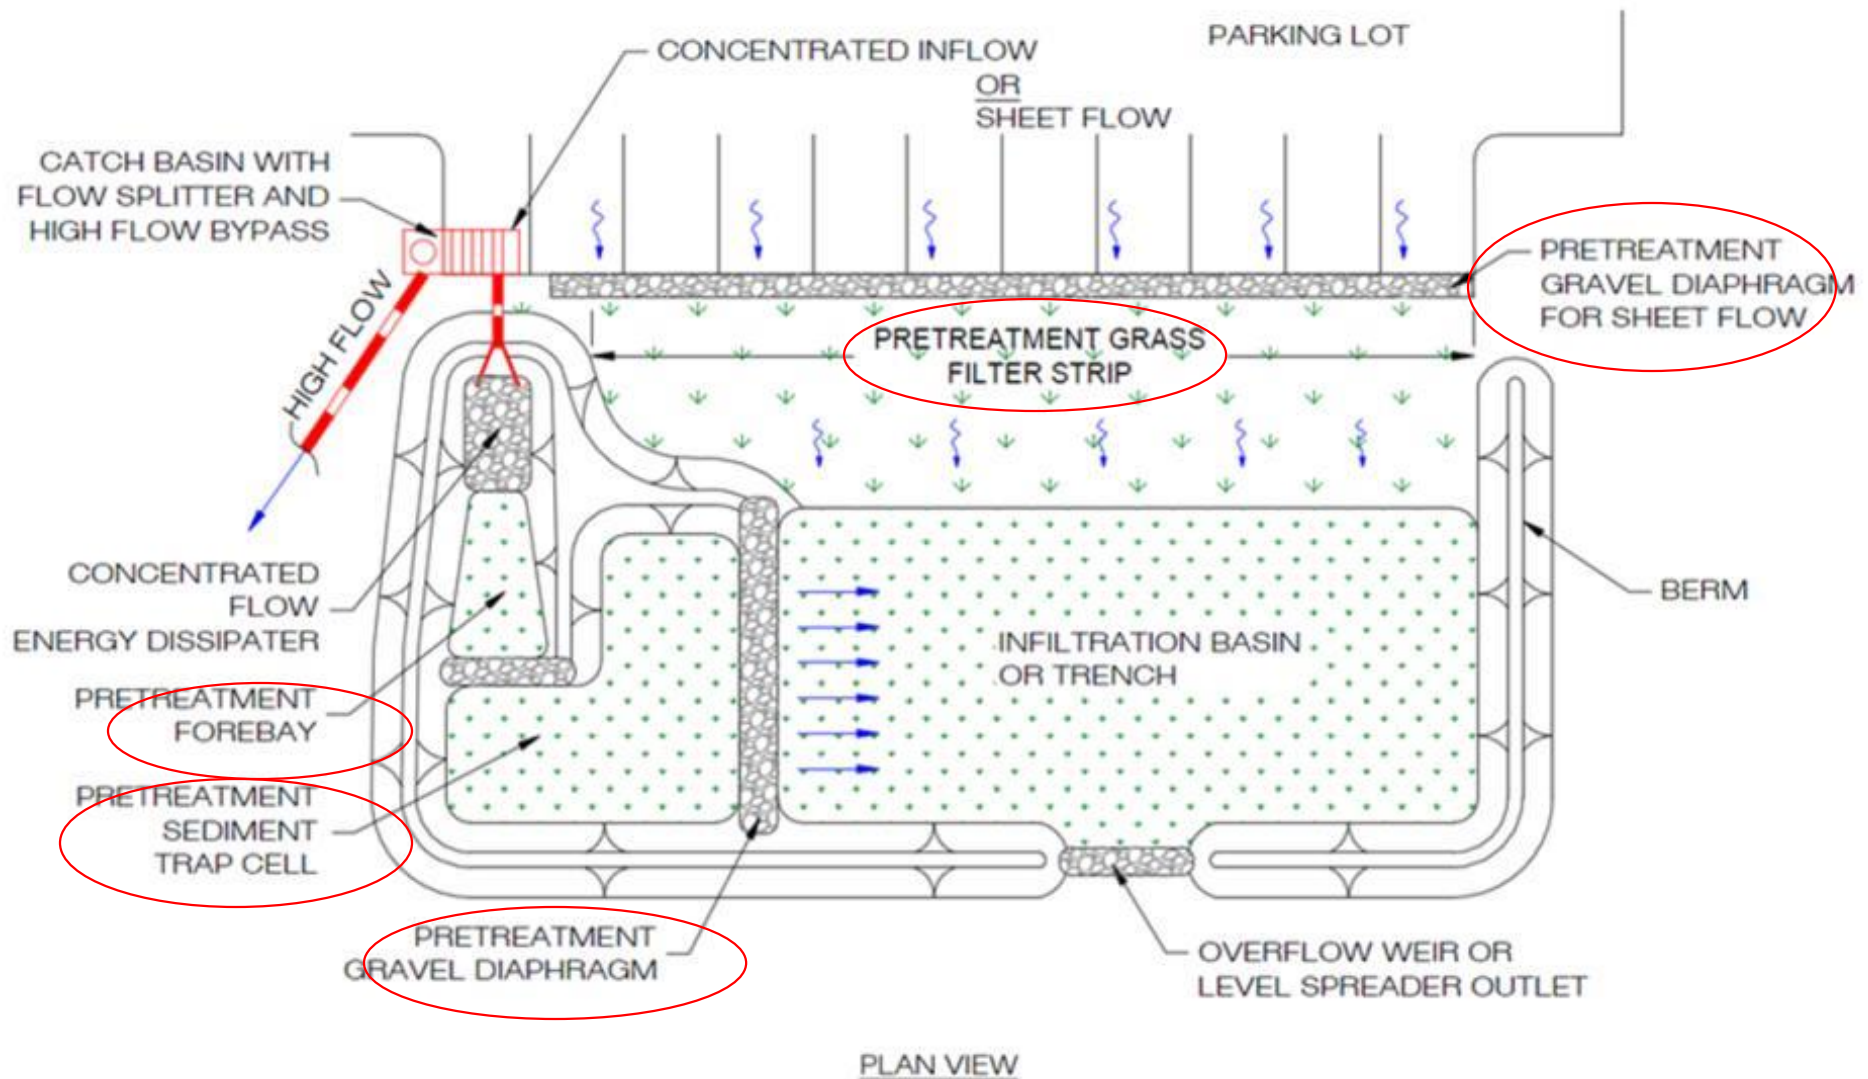 CONCENTRATED INFLOW
OR
SHEET FLOW
PARKING LOT
CATCH BASIN WITH
FLOW SPLITTER AND
HIGH FLOW BYPASS
HIGH FLOW
PRETREATMENT
GRAVEL DIAPHRAGM
FOR SHEET FLOW
PRETREATMENT GRASS
FILTER STRIP
CONCENTRATED
FLOW
ENERGY DISSIPATER
BERM
INFILTRATION BASIN
OR TRENCH
PRETREATMENT
FOREBAY
PRETREATMENT
SEDIMENT
TRAP CELL
PRETREATMENT
GRAVEL DIAPHRAGM
OVERFLOW WEIR OR
LEVEL SPREADER OUTLET
PLAN VIEW